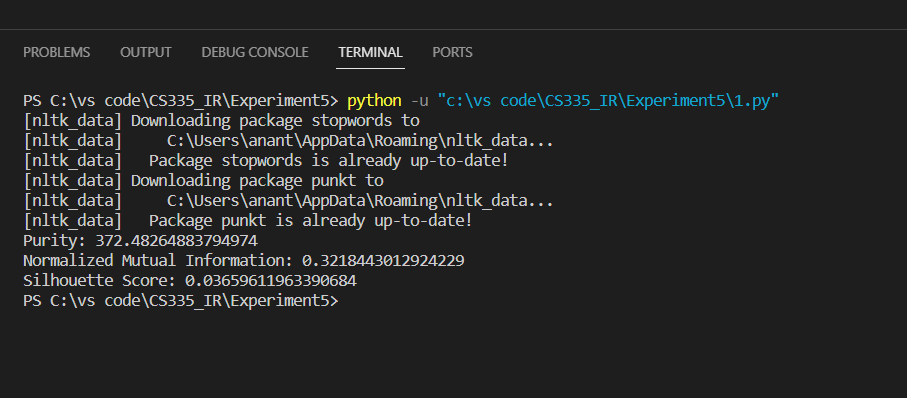 PROBLEMS OUTPUT DEBUG CONSOLE TERMINAL PORTS
PS C:\vs code\CS335_IR\Experiment5> python -u "c:\vs code\CS335_IR\Experiment5\1.py"
[nltk_data] Downloading package stopwords to
[nltk_data]     C:\Users\anant\AppData\Roaming\nltk_data...
[nltk_data]   Package stopwords is already up-to-date!
[nltk_data] Downloading package punkt to
[nltk_data]     C:\Users\anant\AppData\Roaming\nltk_data...
[nltk_data]   Package punkt is already up-to-date!
Purity: 372.48264883794974
Normalized Mutual Information: 0.3218443012924229
Silhouette Score: 0.03659611963390684
PS C:\vs code\CS335_IR\Experiment5>